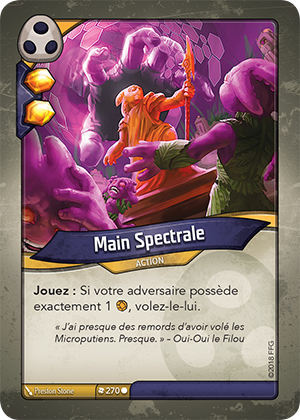 Main Spectrale
ACTION
Jouez : Si votre adversaire possède
exactement 1 , volez-le-lui.
« J'ai presque des remords d'avoir volé les
Microputiens. Presque. » – Oui-Oui le Filou
©2018 FFG
Preston Stone
270